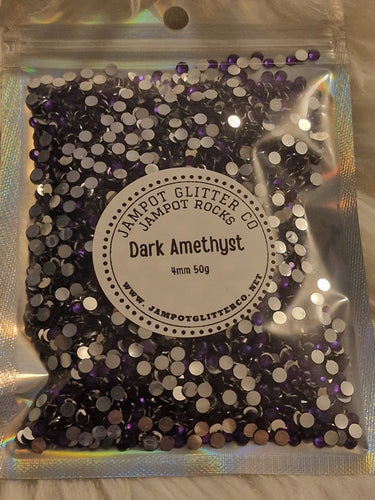 JAMPOT GLITTER CO
JAMPOT ROCKS
Dark Amethyst
4mm 50g
WWW.JAMPOTGLITTERCO.NET